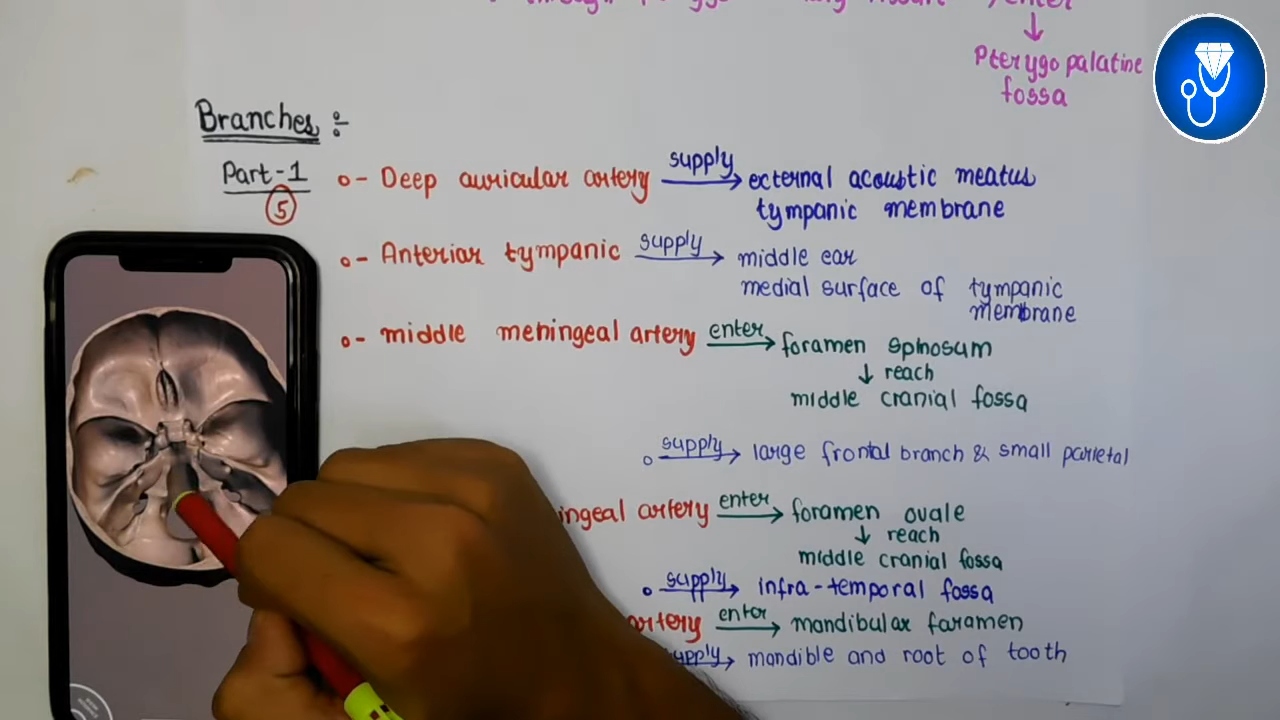 Pterygo palatine
fossa
Branches :-
Part-1
5
o- Deep auricular artery supply external acoustic meatus
tympanic membrane
o- Anteriar tympanic supply middle ear
medial surface of tympanic
membrane
o- middle meningeal artery enter foramen sphosum
reach
middle cranial fossa
supply large frontal branch & small parietal
ingeal artery enter foramen ovale
reach
middle cranial fossa
supply infra-temporal fossa
artery enter mandibular faramen
supply mandible and root of tooth